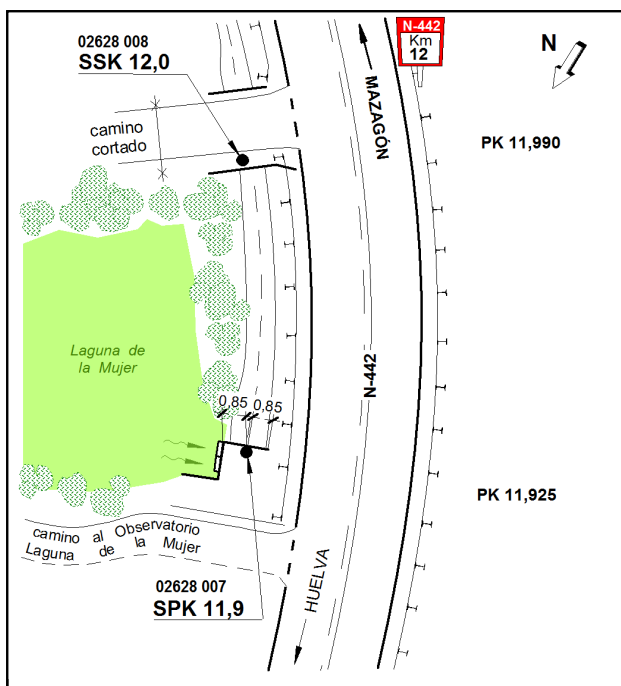 02628 008
SSK 12,0
N-442
Km
12
N
MAZAGÓN
camino
cortado
PK 11,990
Laguna de
la Mujer
N-442
0,85 0,85
PK 11,925
camino al Observatorio
Laguna de la Mujer
02628 007
SPK 11,9
HUELVA